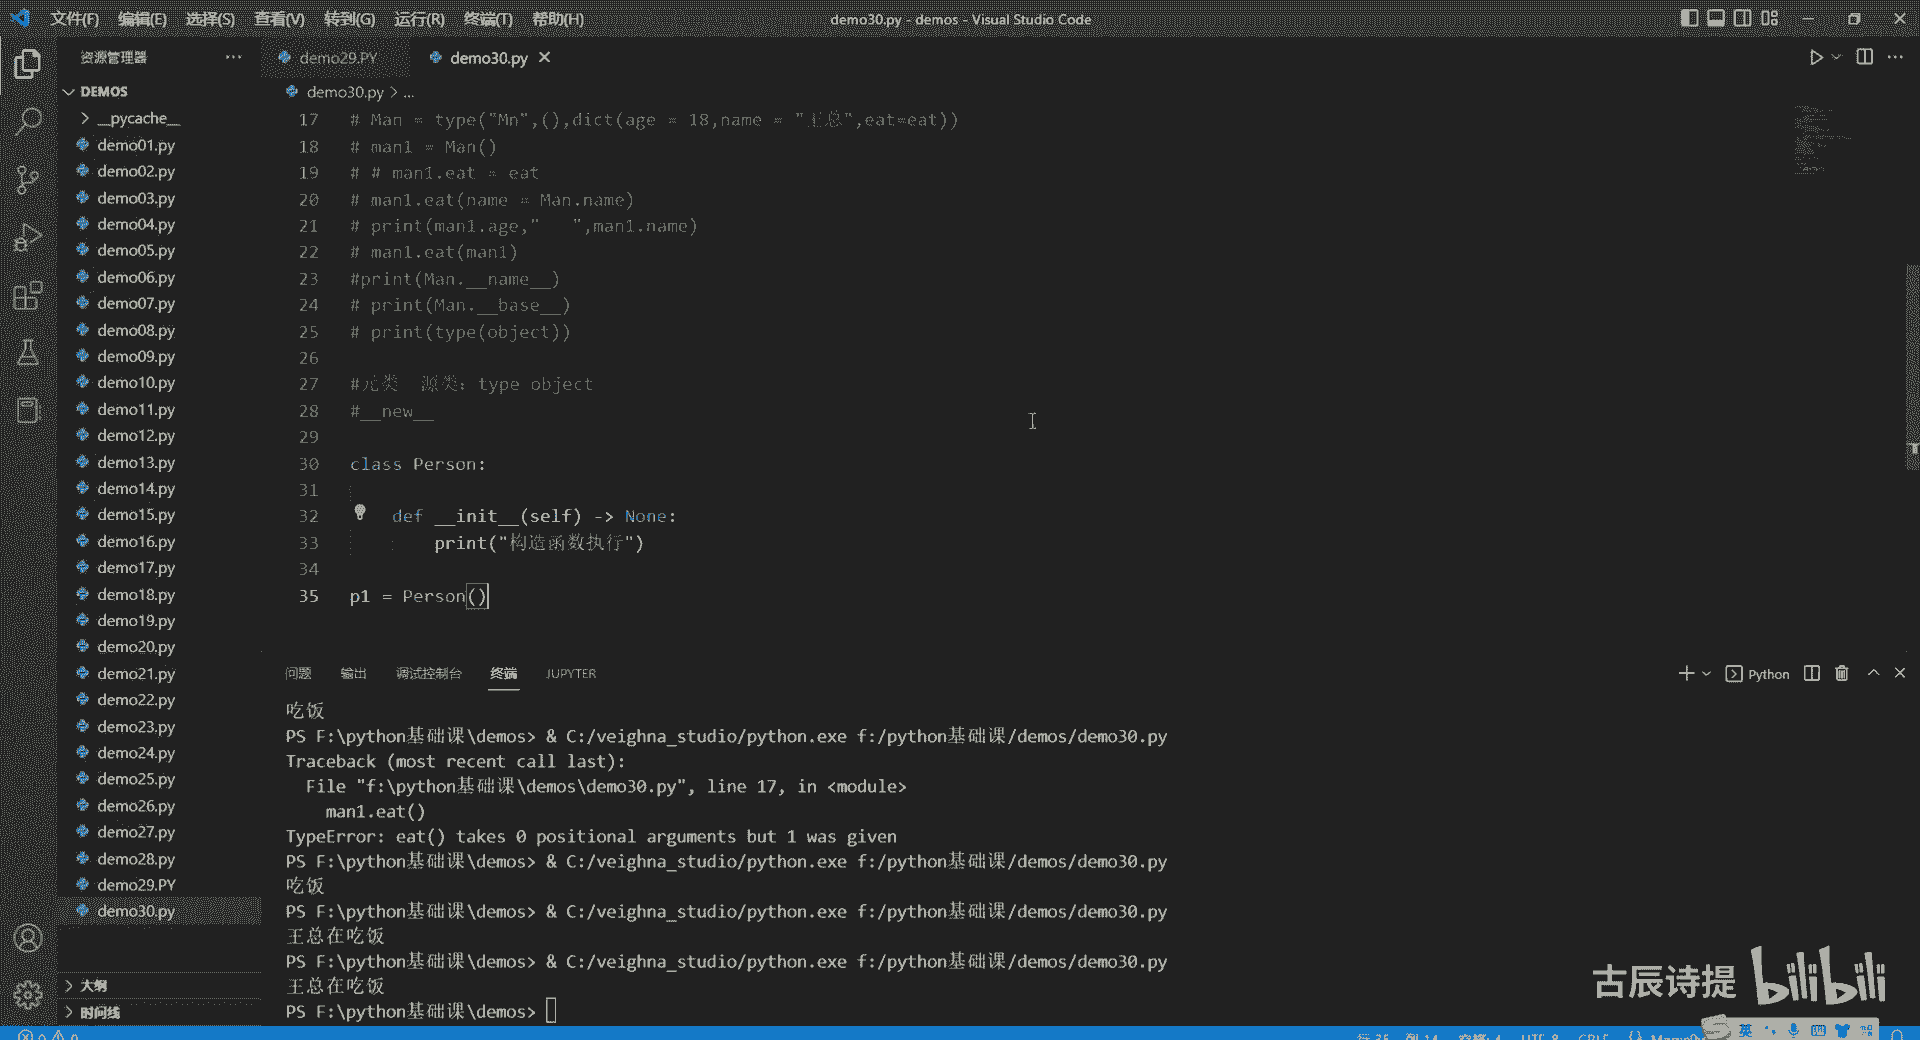 文件(F) 编辑(E) 选择(S) 查看(V) 转到(G) 运行(R) 终端(T) 帮助(H)
demo30.py - demos - Visual Studio Code
资源管理器
demo29.PY
demo30.py
DEMOS
demo30.py > ...
__pycache__
demo01.py
demo02.py
demo03.py
demo04.py
demo05.py
demo06.py
demo07.py
demo08.py
demo09.py
demo10.py
demo11.py
demo12.py
demo13.py
demo14.py
demo15.py
demo16.py
demo17.py
demo18.py
demo19.py
demo20.py
demo21.py
demo22.py
demo23.py
demo24.py
demo25.py
demo26.py
demo27.py
demo28.py
demo29.PY
demo30.py
大纲
时间线
17 # Man = type("Mn",(),dict(age = 18,name = "王总",eat=eat))
18 # man1 = Man()
19 # # man1.eat = eat
20 # man1.eat(name = Man.name)
21 # print(man1.age,"   ",man1.name)
22 # man1.eat(man1)
23 #print(Man.__name__)
24 # print(Man.__base__)
25 # print(type(object))
26
27 #元类  源类：type object
28 #__new__
29
30 class Person:
31
32     def __init__(self) -> None:
33         print("构造函数执行")
34
35 p1 = Person()
问题 输出 调试控制台 终端 JUPYTER
Python
吃饭
PS F:\python基础课\demos> & C:/veighna_studio/python.exe f:/python基础课/demos/demo30.py
Traceback (most recent call last):
  File "f:\python基础课\demos\demo30.py", line 17, in <module>
    man1.eat()
TypeError: eat() takes 0 positional arguments but 1 was given
PS F:\python基础课\demos> & C:/veighna_studio/python.exe f:/python基础课/demos/demo30.py
吃饭
PS F:\python基础课\demos> & C:/veighna_studio/python.exe f:/python基础课/demos/demo30.py
王总在吃饭
PS F:\python基础课\demos> & C:/veighna_studio/python.exe f:/python基础课/demos/demo30.py
王总在吃饭
PS F:\python基础课\demos>
古辰诗提 bilibili
英